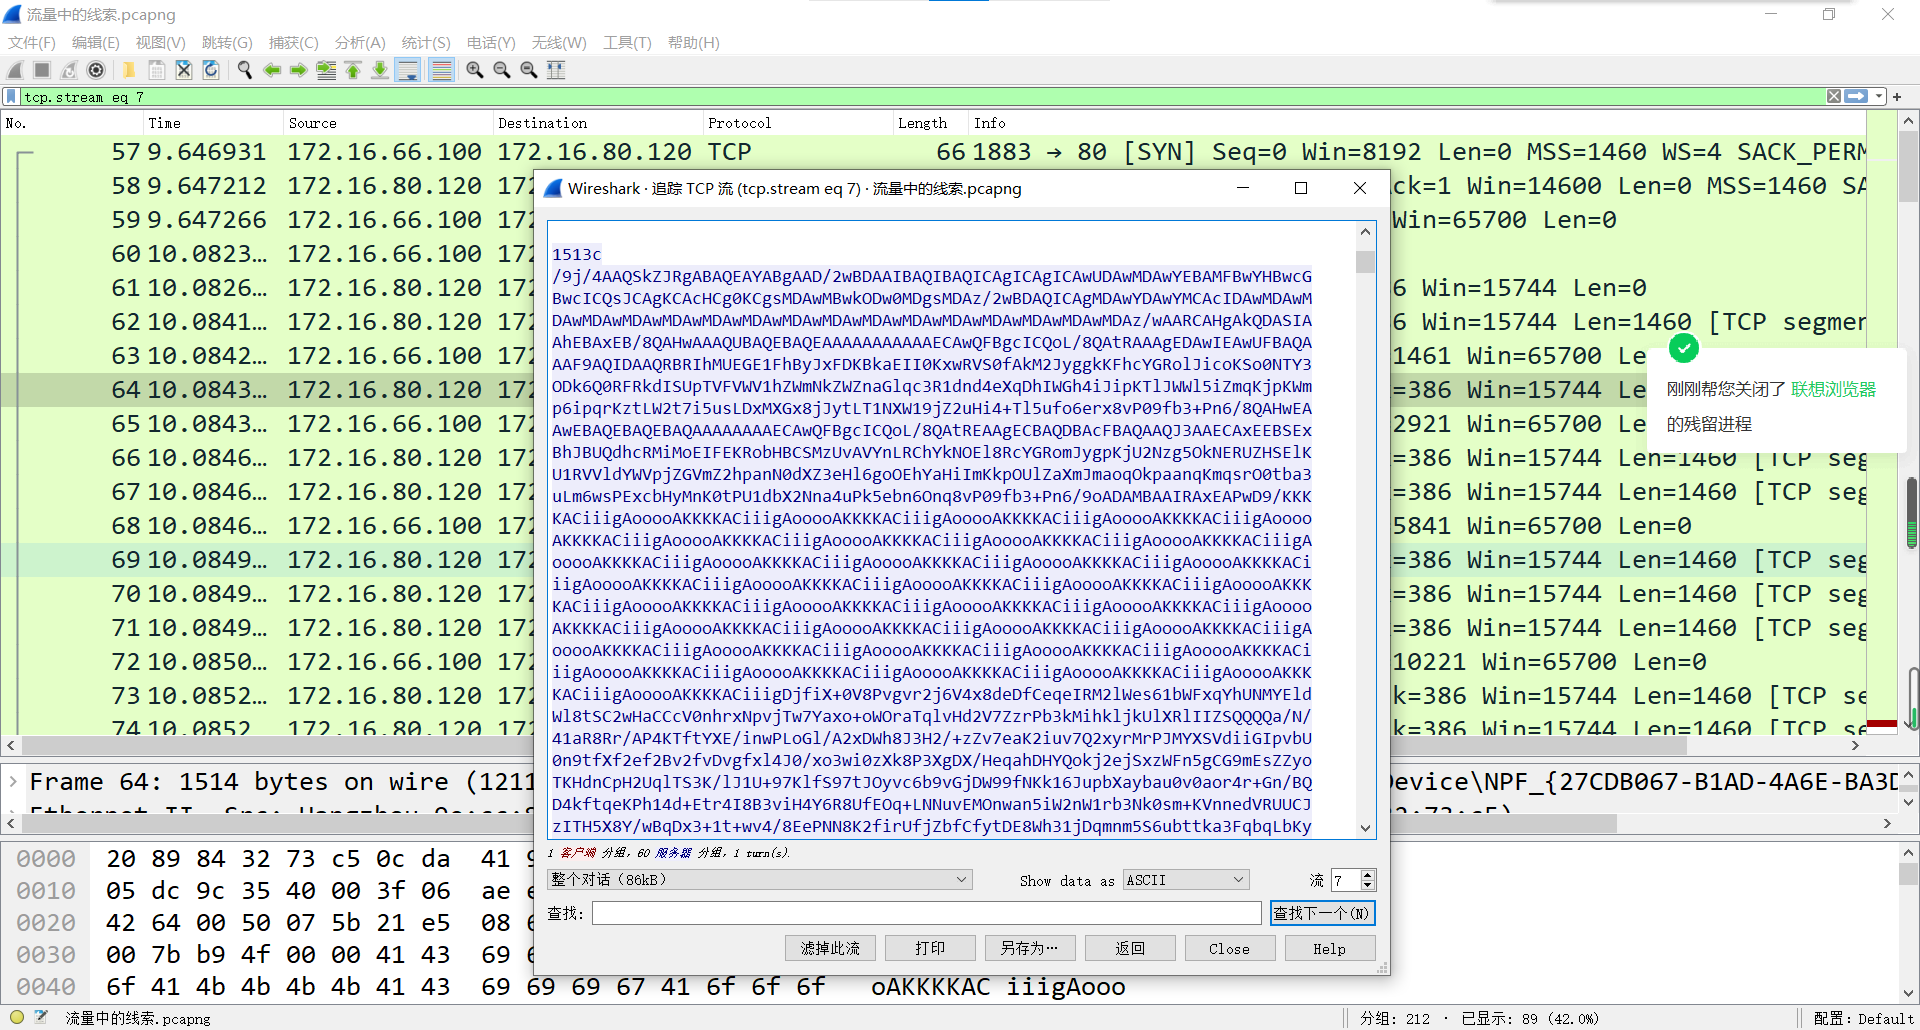 流量中的线索.pcapng
文件(F) 编辑(E) 视图(V) 跳转(G) 捕获(C) 分析(A) 统计(S) 电话(Y) 无线(W) 工具(T) 帮助(H)
tcp.stream eq 7
No. Time Source Destination Protocol Length Info
57 9.646931 172.16.66.100 172.16.80.120 TCP 66 1883 → 80 [SYN] Seq=0 Win=8192 Len=0 MSS=1460 WS=4 SACK_PERM
58 9.647212 172.16.80.120 172 ck=1 Win=14600 Len=0 MSS=1460 SA
59 9.647266 172.16.66.100 172 Win=65700 Len=0
60 10.0823… 172.16.66.100 172
61 10.0826… 172.16.80.120 172 6 Win=15744 Len=0
62 10.0841… 172.16.80.120 172 6 Win=15744 Len=1460 [TCP segmen
63 10.0842… 172.16.66.100 172 1461 Win=65700 Len=
64 10.0843… 172.16.80.120 172 =386 Win=15744 Le
65 10.0843… 172.16.66.100 172 2921 Win=65700 Le
66 10.0846… 172.16.80.120 172 =386 Win=15744 Len=1460 [TCP seg
67 10.0846… 172.16.80.120 172 =386 Win=15744 Len=1460 [TCP seg
68 10.0846… 172.16.66.100 172 5841 Win=65700 Len=0
69 10.0849… 172.16.80.120 172 =386 Win=15744 Len=1460 [TCP seg
70 10.0849… 172.16.80.120 172 =386 Win=15744 Len=1460 [TCP seg
71 10.0849… 172.16.80.120 172 =386 Win=15744 Len=1460 [TCP seg
72 10.0850… 172.16.66.100 172 10221 Win=65700 Len=0
73 10.0852… 172.16.80.120 172 k=386 Win=15744 Len=1460 [TCP se
74 10.0852 172.16.80.120 172 k=386 Win=15744 Len=1460 [TCP se
刚刚帮您关闭了 联想浏览器
的残留进程
Wireshark · 追踪 TCP 流 (tcp.stream eq 7) · 流量中的线索.pcapng
1513c
/9j/4AAQSkZJRgABAQEAYABgAAD/2wBDAAIBAQIBAQICAgICAgICAwUDAwMDAwYEBAMFBwYHBwcG
BwcICQsJCAgKCAcHCg0KCgsMDAwMBwkODw0MDgsMDAz/2wBDAQICAgMDAwYDAwYMCAcIDAwMDAwM
DAwMDAwMDAwMDAwMDAwMDAwMDAwMDAwMDAwMDAwMDAwMDAwMDAwMDAwMDAz/wAARCAHgAkQDASIA
AhEBAxEB/8QAHwAAAQUBAQEBAQEAAAAAAAAAAAECAwQFBgcICQoL/8QAtRAAAgEDAwIEAwUFBAQA
AAF9AQIDAAQRBRIhMUEGE1FhByJxFDKBkaEII0KxwRVS0fAkM2JyggkKFhcYGRolJicoKSo0NTY3
ODk6Q0RFRkdISUpTVFVWV1hZWmNkZWZnaGlqc3R1dnd4eXqDhIWGh4iJipKTlJWWl5iZmqKjpKWm
p6ipqrKztLW2t7i5usLDxMXGx8jJytLT1NXW19jZ2uHi4+Tl5ufo6erx8vP09fb3+Pn6/8QAHwEA
AwEBAQEBAQEBAQAAAAAAAAECAwQFBgcICQoL/8QAtREAAgECBAQDBAcFBAQAAQJ3AAECAxEEBSEx
BhJBUQdhcRMiMoEIFEKRobHBCSMzUvAVYnLRChYkNOEl8RcYGRomJygpKjU2Nzg5OkNERUZHSElK
U1RVVldYWVpjZGVmZ2hpanN0dXZ3eHl6goOEhYaHiImKkpOUlZaXmJmaoqOkpaanqKmqsrO0tba3
uLm6wsPExcbHyMnK0tPU1dbX2Nna4uPk5ebn6Onq8vP09fb3+Pn6/9oADAMBAAIRAxEAPwD9/KKK
KACiiigAooooAKKKKACiiigAooooAKKKKACiiigAooooAKKKKACiiigAooooAKKKKACiiigAoooo
AKKKKACiiigAooooAKKKKACiiigAooooAKKKKACiiigAooooAKKKKACiiigAooooAKKKKACiiigA
ooooAKKKKACiiigAooooAKKKKACiiigAooooAKKKKACiiigAooooAKKKKACiiigAooooAKKKKACi
iigAooooAKKKKACiiigAooooAKKKKACiiigAooooAKKKKACiiigAooooAKKKKACiiigAooooAKKK
KACiiigAooooAKKKKACiiigAooooAKKKKACiiigAooooAKKKKACiiigAooooAKKKKACiiigAoooo
AKKKKACiiigAooooAKKKKACiiigAooooAKKKKACiiigAooooAKKKKACiiigAooooAKKKKACiiigA
ooooAKKKKACiiigAooooAKKKKACiiigAooooAKKKKACiiigAooooAKKKKACiiigAooooAKKKKACi
iigAooooAKKKKACiiigAooooAKKKKACiiigAooooAKKKKACiiigAooooAKKKKACiiigAooooAKKK
KACiiigAooooAKKKKACiiigDjfiX+0V8Pvgvr2j6V4x8deDfCeqeIRM2lWes61bWFxqYhUNMYEld
Wl8tSC2wHaCCcV0nhrxNpvjTw7Yaxo+oWOraTqlvHd2V7ZzrPb3kMihkljkUlXRlIIZSQQQQa/N/
41aR8Rr/AP4KTftYXE/inwPLoGl/A2xDWh8J3H2/+zZv7eaK2iuv7Q2xyrMrPJMYXSVdiiGIpvbU
0n9tfXf2ef2Bv2fvDvgfxl4J0/xo3wi0zXk8P3XgDX/HeqahDHYQokj2ejSxzWFn5gCG9mEsZZyo
TKHdnCpH2UqlTS3K/lJ1U+97KlfS97tJOyvc6b9vGjDW99fNKk16JupbXaybau0v0aor4r+Gn/BQ
D4kftqeKPh14d+Etr4I8B3viH4Y6R8UfEOq+LNNuvEMOnwan5iW2nW1rb3Nk0sm+KVnnedVRUUCJ
zITH5X8Y/wBqDx3+1t+wv4/8EePNN8K2firUfjZbfCfytDE8Wh31jDqmnm5S6ubttka3FqbqLbKy
1 客户端 分组, 60 服务器 分组, 1 turn(s).
整个对话 (86kB) Show data as ASCII 流 7
查找: 查找下一个(N)
滤掉此流 打印 另存为… 返回 Close Help
Frame 64: 1514 bytes on wire (1211 Device\NPF_{27CDB067-B1AD-4A6E-BA3D
0000 20 89 84 32 73 c5 0c da 41 9
0010 05 dc 9c 35 40 00 3f 06 ae e
0020 42 64 00 50 07 5b 21 e5 08 6
0030 00 7b b9 4f 00 00 41 43 69 6
0040 6f 41 4b 4b 4b 4b 41 43 69 69 69 67 41 6f 6f 6f oAKKKKAC iiigAooo
流量中的线索.pcapng 分组: 212 · 已显示: 89 (42.0%) 配置: Default